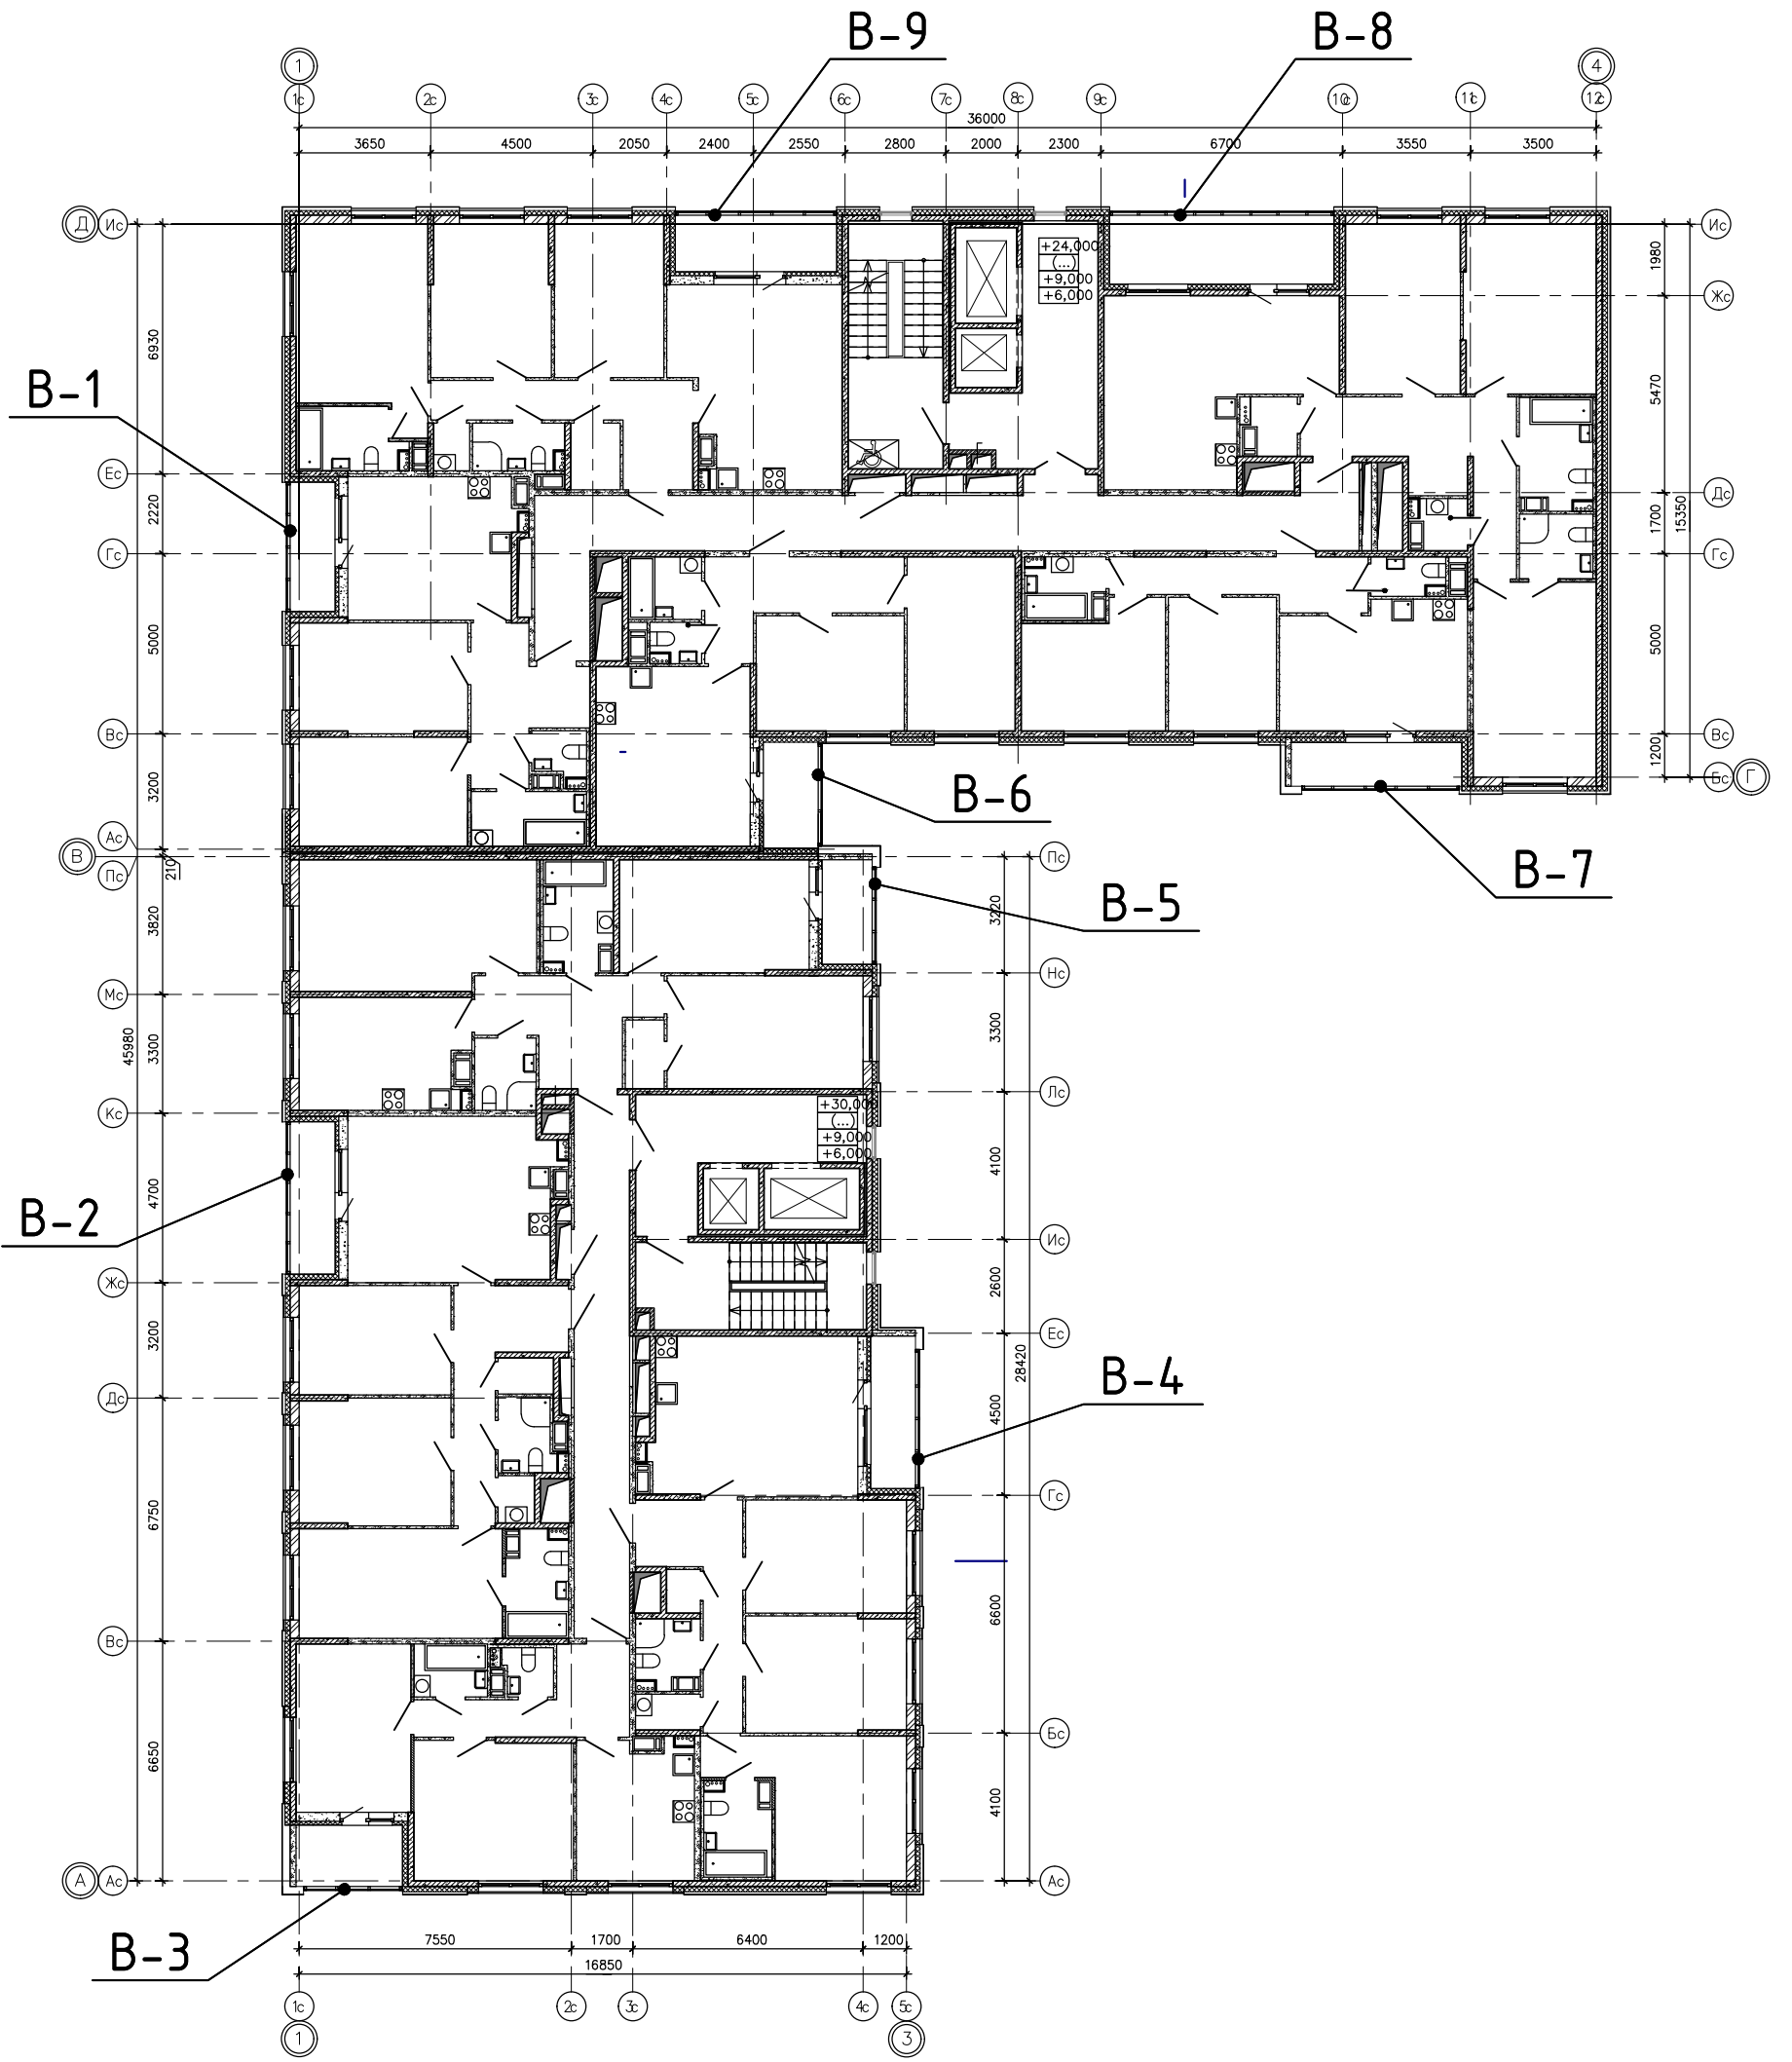 В-9
В-8
1
4
1с
2с
3с
4с
5с
6с
7с
8с
9с
10с
11с
12с
36000
3650
4500
2050
2400
2550
2800
2000
2300
6700
3550
3500
Д
Ис
Ис
+24,000
(...)
+9,000
+6,000
1980
Жс
6930
5470
В-1
Ес
Дс
2220
1700
15350
Гс
Гс
5000
5000
Вс
Вс
1200
Бс
Г
3200
В-6
Ас
В
Пс
210
Пс
В-7
В-5
3820
3220
Нс
Мс
45980
3300
3300
Лс
Кс
+30,000
(...)
+9,000
+6,000
4100
4700
В-2
Ис
Жс
2600
3200
Ес
28420
В-4
Дс
4500
Гс
6750
6600
Вс
Бс
6650
4100
А
Ас
Ас
В-3
7550
1700
6400
1200
16850
1с
2с
3с
4с
5с
1
3